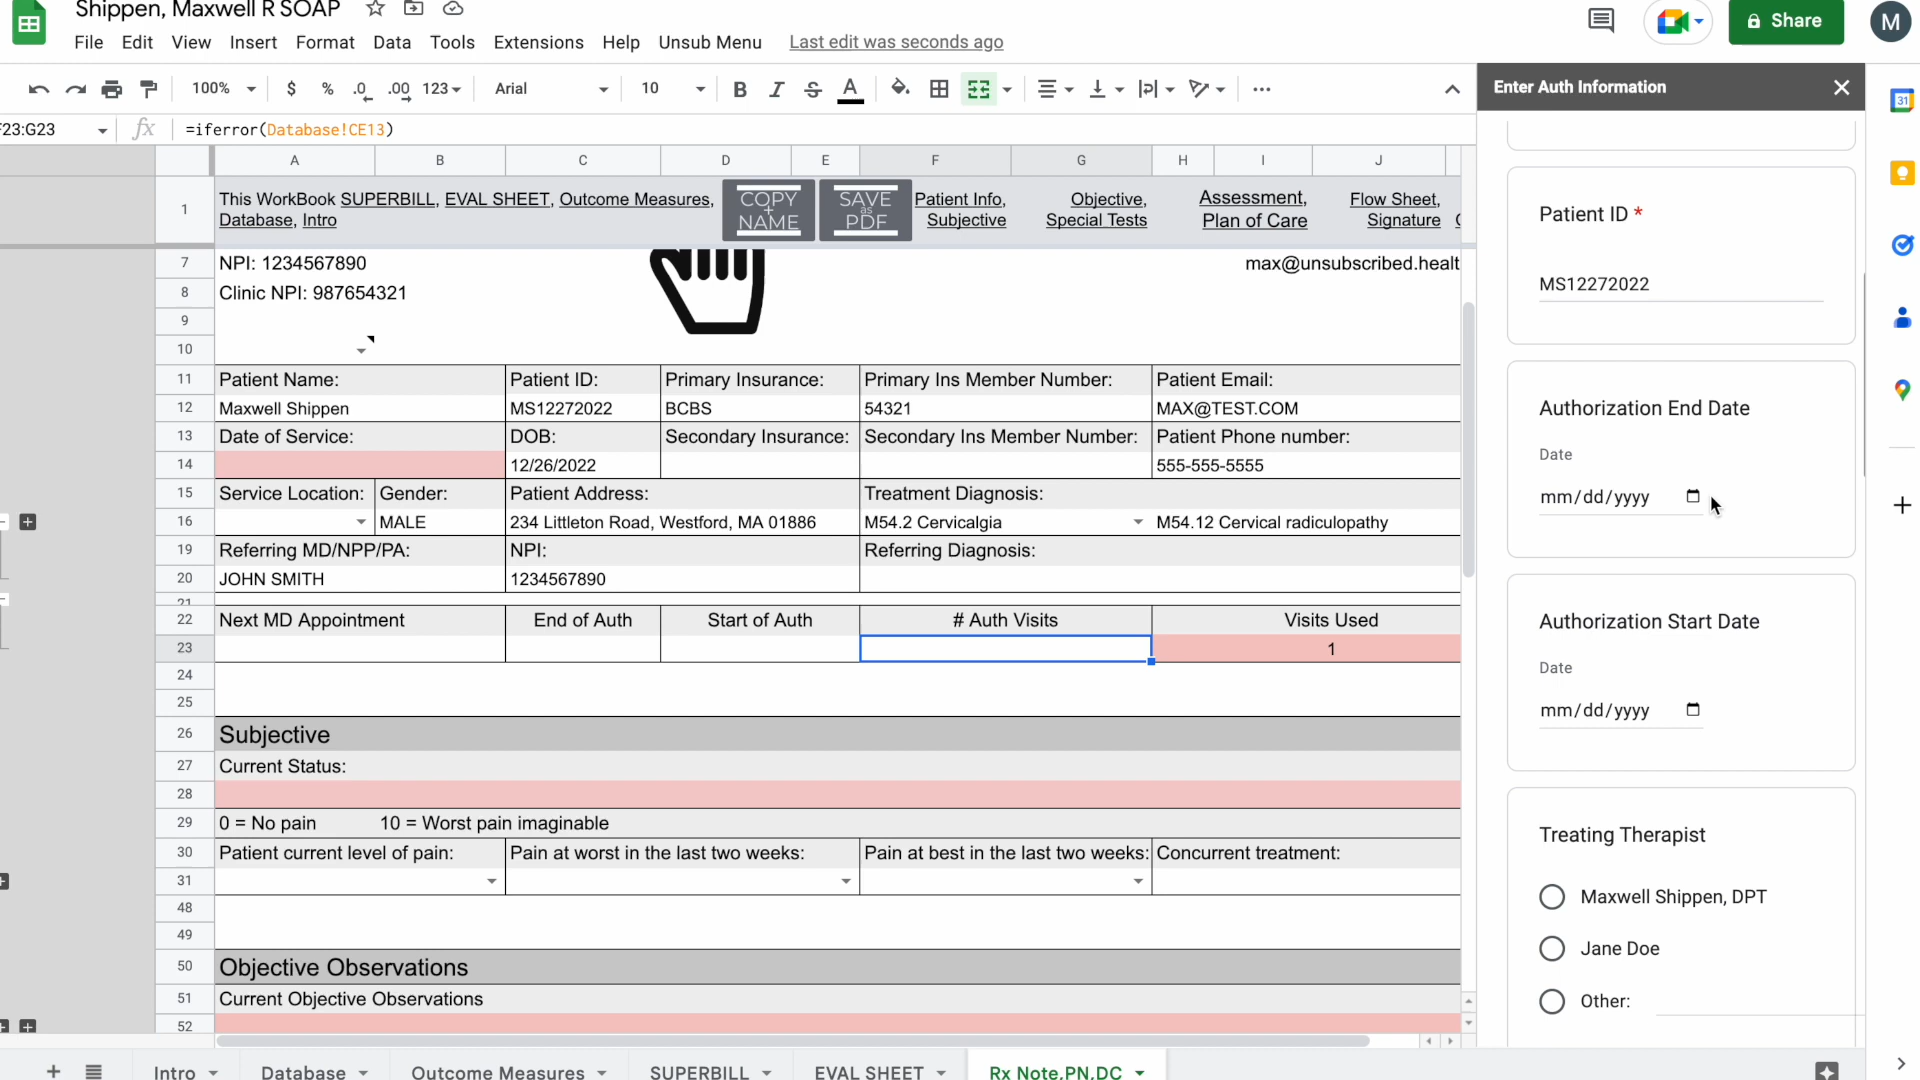 Shippen, Maxwell R SOAP
File Edit View Insert Format Data Tools Extensions Help Unsub Menu Last edit was seconds ago
Share
M
100% $ % .0 .00 123 Arial 10 B I S A
23:G23 fx =iferror(Database!CE13)
A B C D E F G H I J
1 This WorkBook SUPERBILL, EVAL SHEET, Outcome Measures,
Database, Intro
COPY
+
NAME
SAVE
as
PDF
Patient Info,
Subjective
Objective,
Special Tests
Assessment,
Plan of Care
Flow Sheet,
Signature
7 NPI: 1234567890 max@unsubscribed.healt
8 Clinic NPI: 987654321
9
10
11 Patient Name: Patient ID: Primary Insurance: Primary Ins Member Number: Patient Email:
12 Maxwell Shippen MS12272022 BCBS 54321 MAX@TEST.COM
13 Date of Service: DOB: Secondary Insurance: Secondary Ins Member Number: Patient Phone number:
14 12/26/2022 555-555-5555
15 Service Location: Gender: Patient Address: Treatment Diagnosis:
16 MALE 234 Littleton Road, Westford, MA 01886 M54.2 Cervicalgia M54.12 Cervical radiculopathy
19 Referring MD/NPP/PA: NPI: Referring Diagnosis:
20 JOHN SMITH 1234567890
21
22 Next MD Appointment End of Auth Start of Auth # Auth Visits Visits Used
23 1
24
25
26 Subjective
27 Current Status:
28
29 0 = No pain 10 = Worst pain imaginable
30 Patient current level of pain: Pain at worst in the last two weeks: Pain at best in the last two weeks: Concurrent treatment:
31
48
49
50 Objective Observations
51 Current Objective Observations
52
Intro Database Outcome Measures SUPERBILL EVAL SHEET Rx Note,PN,DC
Enter Auth Information
Patient ID *
MS12272022
Authorization End Date
Date
mm/dd/yyyy
Authorization Start Date
Date
mm/dd/yyyy
Treating Therapist
Maxwell Shippen, DPT
Jane Doe
Other:
31